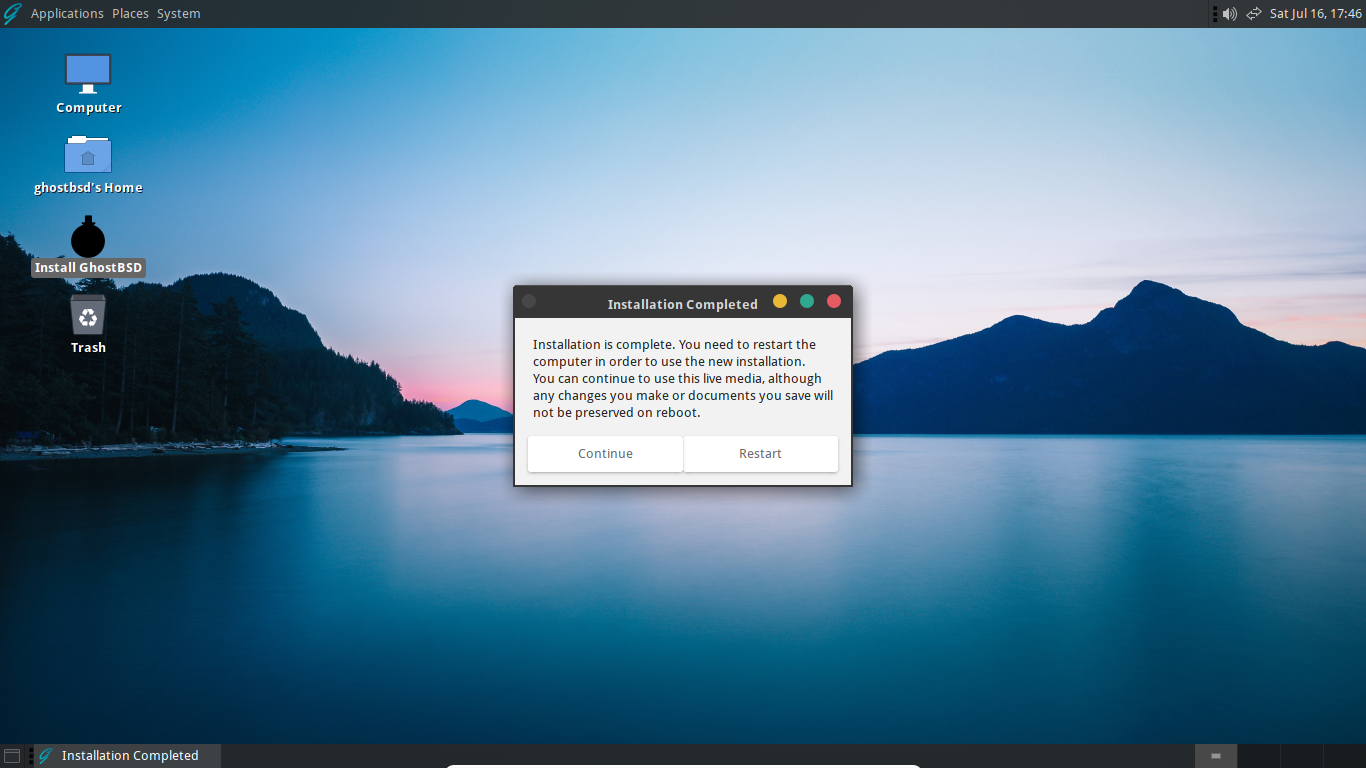 Applications Places System
Sat Jul 16, 17:46
Computer
ghostbsd's Home
Install GhostBSD
Trash
Installation Completed
Installation is complete. You need to restart the
computer in order to use the new installation.
You can continue to use this live media, although
any changes you make or documents you save will
not be preserved on reboot.
Continue Restart
Installation Completed